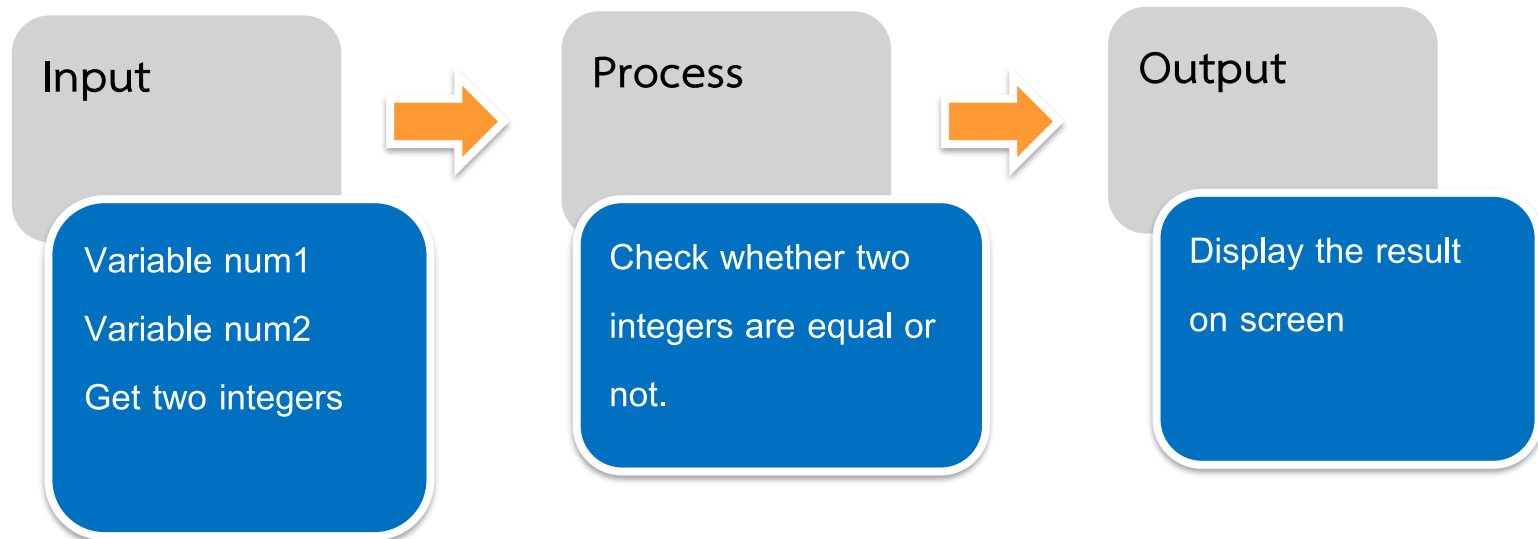 Input
Variable num1
Variable num2
Get two integers
Process
Check whether two
integers are equal or
not.
Output
Display the result
on screen